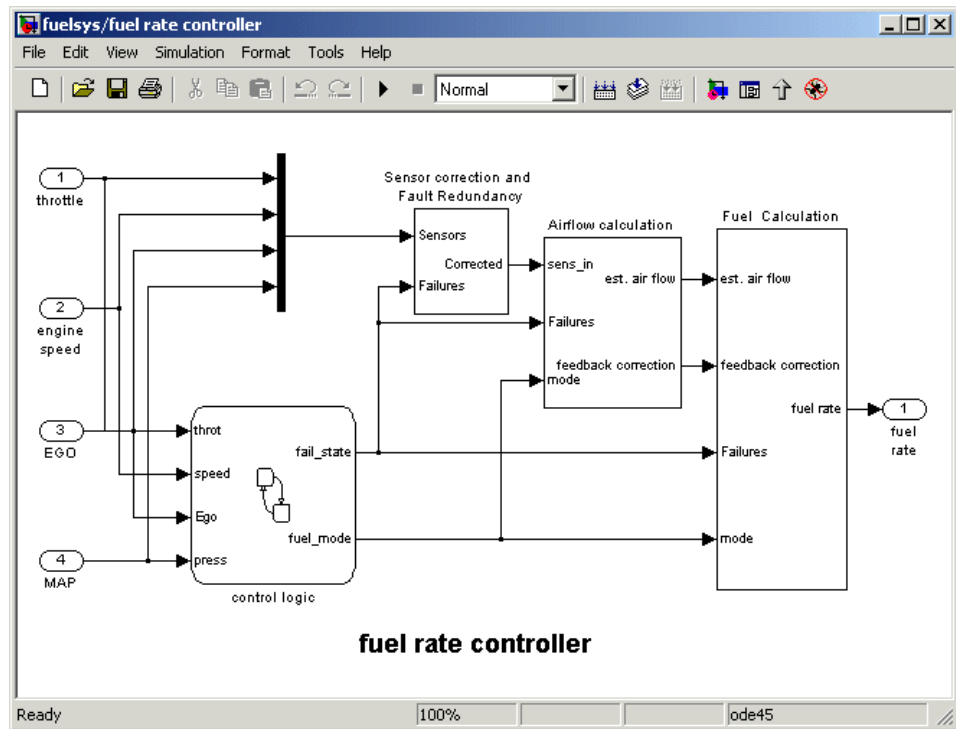 fuelsys/fuel rate controller
File Edit View Simulation Format Tools Help
Normal
1
throttle
2
engine
speed
3
EGO
4
MAP
Sensor correction and
Fault Redundancy
Sensors
Corrected
Failures
Airflow calculation
sens_in
est. air flow
Failures
feedback correction
mode
Fuel Calculation
est. air flow
feedback correction
fuel rate
Failures
mode
1
fuel
rate
throt
fail_state
speed
Ego
fuel_mode
press
control logic
fuel rate controller
Ready 100% ode45